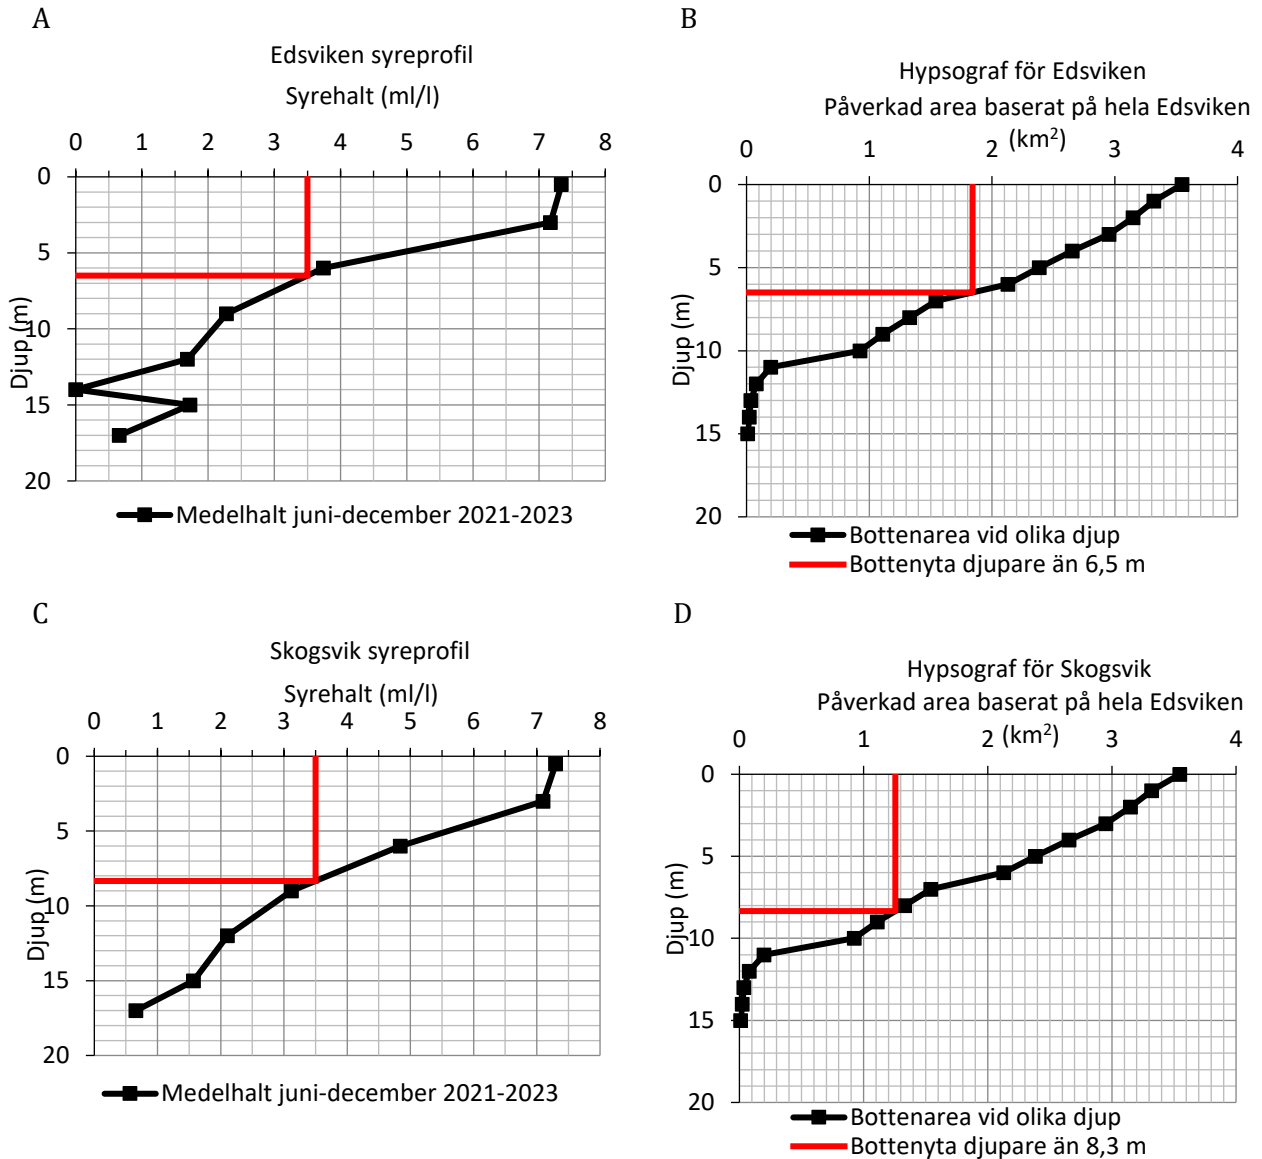 A
Edsviken syreprofil
Syrehalt (ml/l)
0 1 2 3 4 5 6 7 8
0
5
10
15
20
Djup (m)
Medelhalt juni-december 2021-2023
B
Hypsograf för Edsviken
Påverkad area baserat på hela Edsviken
(km²)
0 1 2 3 4
0
5
10
15
20
Djup (m)
Bottenarea vid olika djup
Bottenyta djupare än 6,5 m
C
Skogsvik syreprofil
Syrehalt (ml/l)
0 1 2 3 4 5 6 7 8
0
5
10
15
20
Djup (m)
Medelhalt juni-december 2021-2023
D
Hypsograf för Skogsvik
Påverkad area baserat på hela Edsviken
(km²)
0 1 2 3 4
0
5
10
15
20
Djup (m)
Bottenarea vid olika djup
Bottenyta djupare än 8,3 m